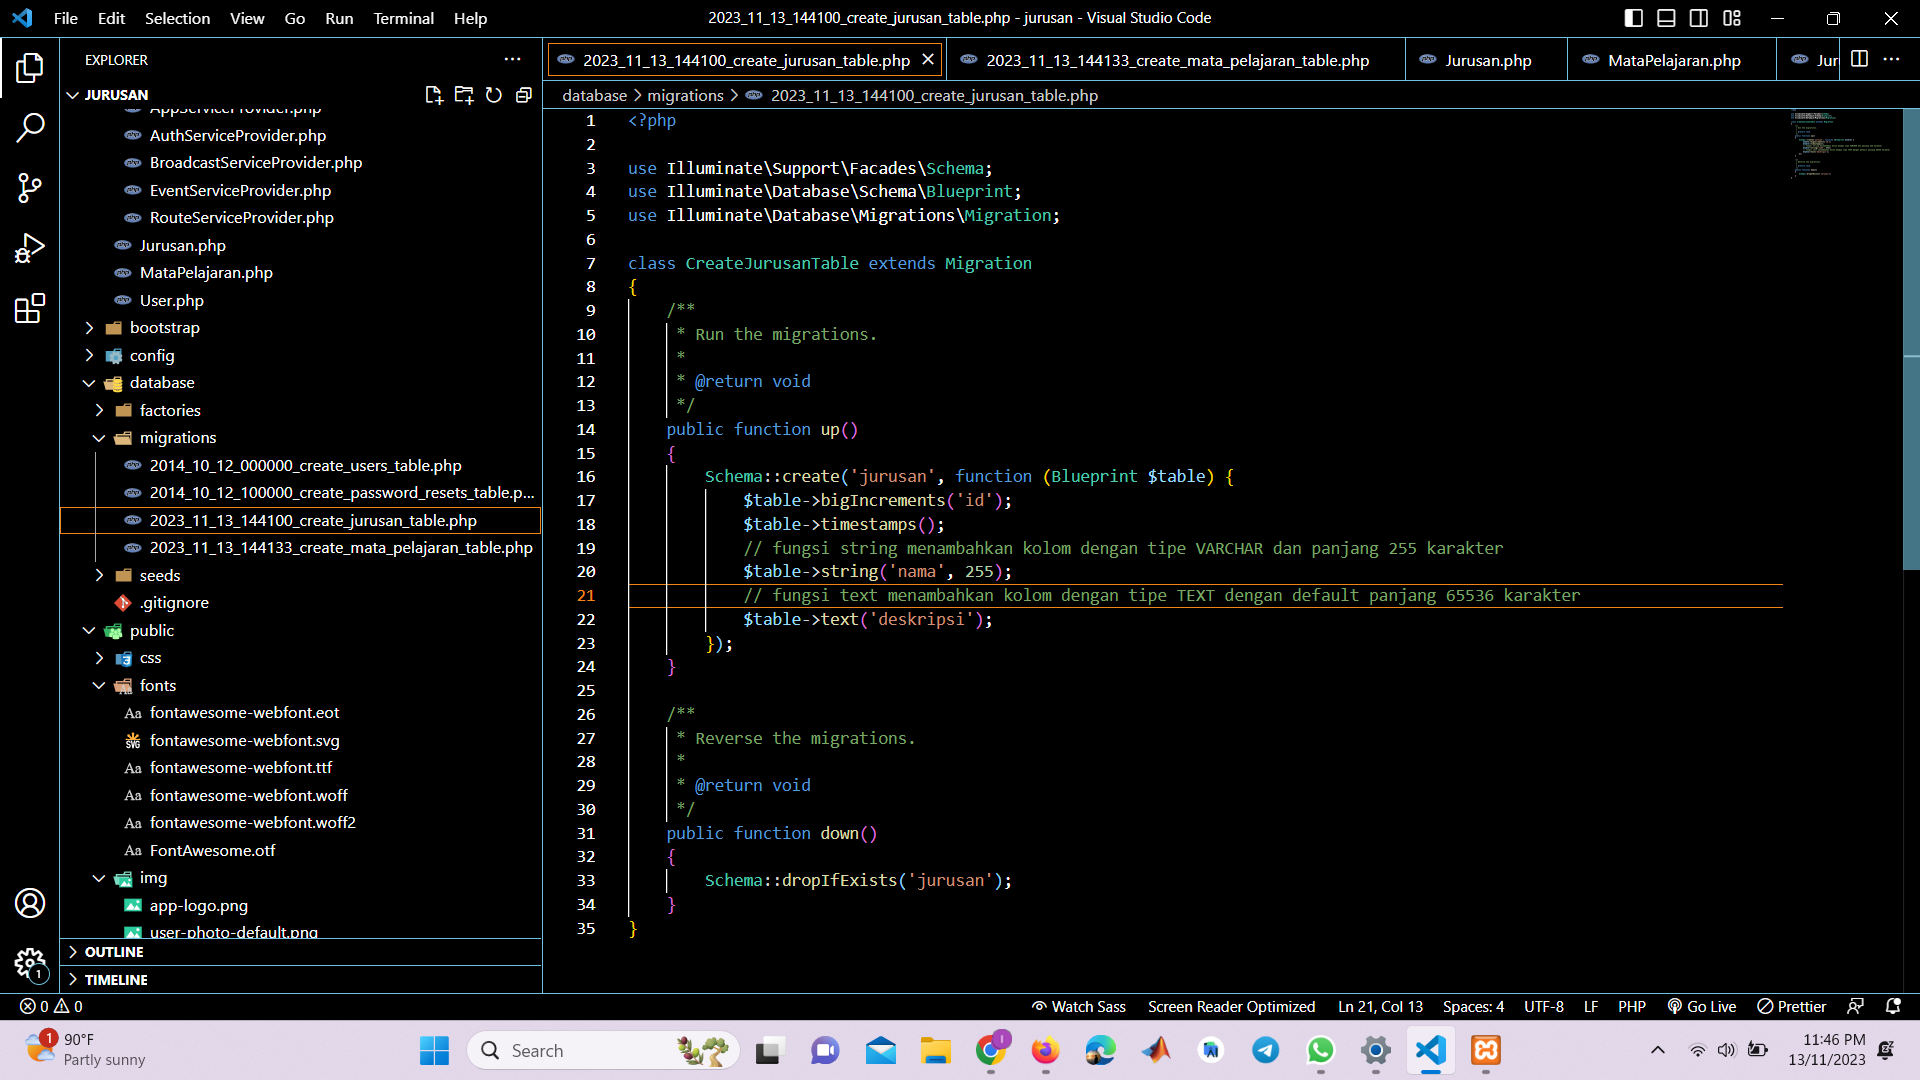 File Edit Selection View Go Run Terminal Help
2023_11_13_144100_create_jurusan_table.php - jurusan - Visual Studio Code
EXPLORER
JURUSAN
AppServiceProvider.php
AuthServiceProvider.php
BroadcastServiceProvider.php
EventServiceProvider.php
RouteServiceProvider.php
Jurusan.php
MataPelajaran.php
User.php
bootstrap
config
database
factories
migrations
2014_10_12_000000_create_users_table.php
2014_10_12_100000_create_password_resets_table.p...
2023_11_13_144100_create_jurusan_table.php
2023_11_13_144133_create_mata_pelajaran_table.php
seeds
.gitignore
public
css
fonts
Aa fontawesome-webfont.eot
SVG fontawesome-webfont.svg
Aa fontawesome-webfont.ttf
Aa fontawesome-webfont.woff
Aa fontawesome-webfont.woff2
Aa FontAwesome.otf
img
app-logo.png
user-photo-default.png
OUTLINE
TIMELINE
2023_11_13_144100_create_jurusan_table.php
2023_11_13_144133_create_mata_pelajaran_table.php
Jurusan.php
MataPelajaran.php
Jur
database > migrations > 2023_11_13_144100_create_jurusan_table.php
1 <?php
2
3 use Illuminate\Support\Facades\Schema;
4 use Illuminate\Database\Schema\Blueprint;
5 use Illuminate\Database\Migrations\Migration;
6
7 class CreateJurusanTable extends Migration
8 {
9 /**
10 * Run the migrations.
11 *
12 * @return void
13 */
14 public function up()
15 {
16 Schema::create('jurusan', function (Blueprint $table) {
17 $table->bigIncrements('id');
18 $table->timestamps();
19 // fungsi string menambahkan kolom dengan tipe VARCHAR dan panjang 255 karakter
20 $table->string('nama', 255);
21 // fungsi text menambahkan kolom dengan tipe TEXT dengan default panjang 65536 karakter
22 $table->text('deskripsi');
23 });
24 }
25
26 /**
27 * Reverse the migrations.
28 *
29 * @return void
30 */
31 public function down()
32 {
33 Schema::dropIfExists('jurusan');
34 }
35 }
1
0 0
Watch Sass
Screen Reader Optimized
Ln 21, Col 13
Spaces: 4
UTF-8
LF
PHP
Go Live
Prettier
1
90°F
Partly sunny
Search
11:46 PM
13/11/2023